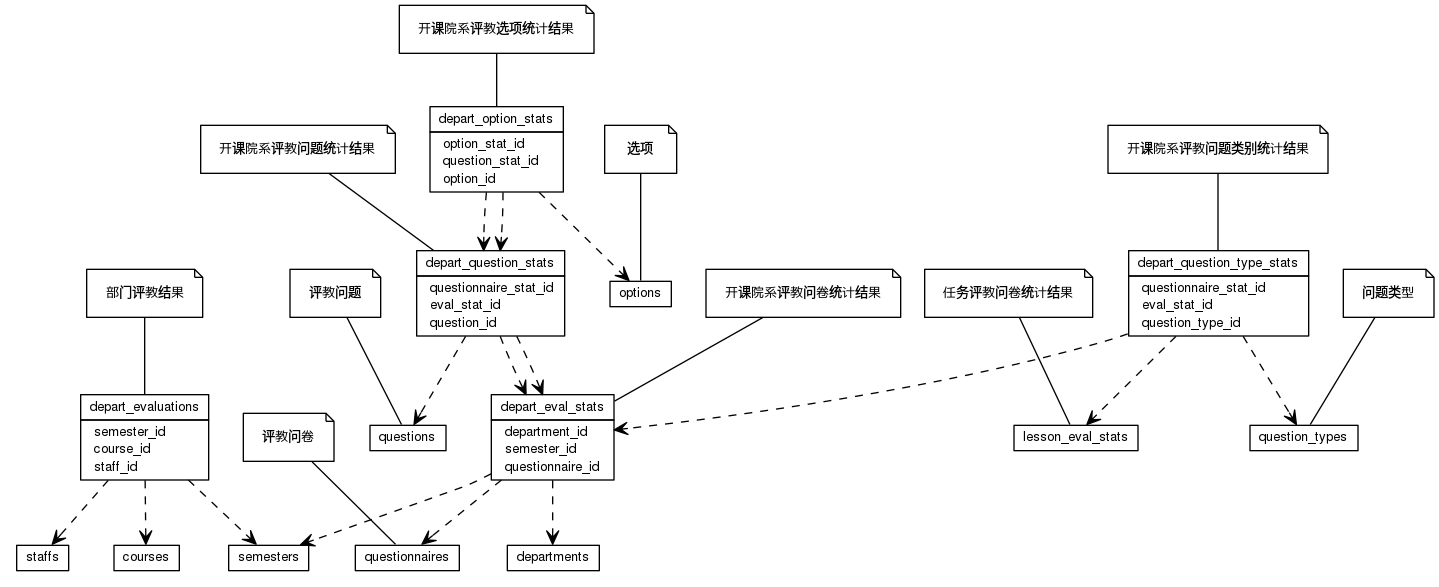 开课院系评教选项统计结果
depart_option_stats
option_stat_id
question_stat_id
option_id
开课院系评教问题统计结果
选项
开课院系评教问题类别统计结果
depart_question_stats
questionnaire_stat_id
eval_stat_id
question_id
options
depart_question_type_stats
questionnaire_stat_id
eval_stat_id
question_type_id
部门评教结果
评教问题
开课院系评教问卷统计结果
任务评教问卷统计结果
问题类型
depart_evaluations
semester_id
course_id
staff_id
评教问卷
questions
depart_eval_stats
department_id
semester_id
questionnaire_id
lesson_eval_stats
question_types
staffs
courses
semesters
questionnaires
departments